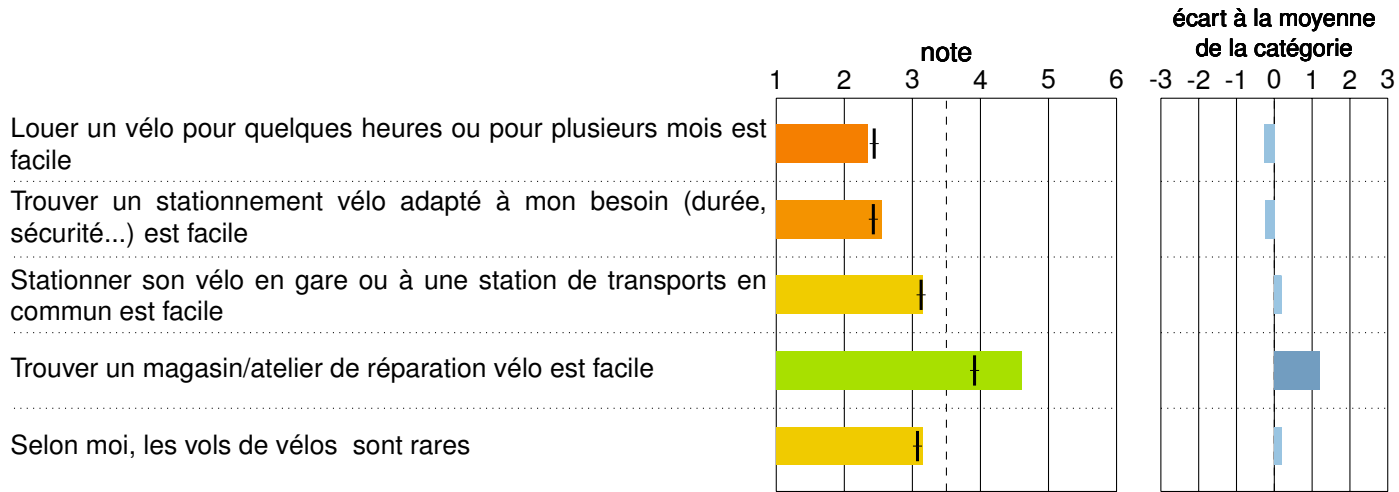 écart à la moyenne
de la catégorie
note
1 2 3 4 5 6
-3 -2 -1 0 1 2 3
Louer un vélo pour quelques heures ou pour plusieurs mois est
facile
Trouver un stationnement vélo adapté à mon besoin (durée,
sécurité...) est facile
Stationner son vélo en gare ou à une station de transports en
commun est facile
Trouver un magasin/atelier de réparation vélo est facile
Selon moi, les vols de vélos sont rares